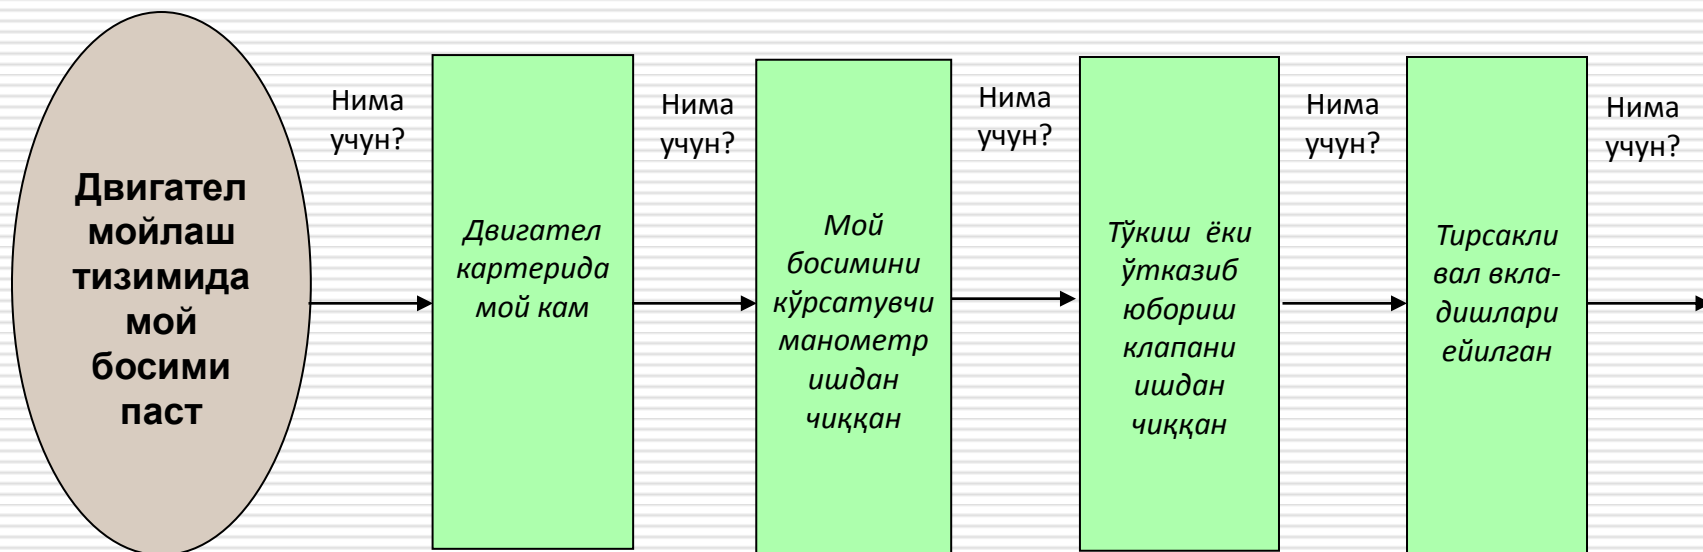 Двигател
мойлаш
тизимида
мой
босими
паст
Нима
учун?
Двигател
картерида
мой кам
Нима
учун?
Мой
босимини
кўрсатувчи
манометр
ишдан
чиққан
Нима
учун?
Тўкиш ёки
ўтказиб
юбориш
клапани
ишдан
чиққан
Нима
учун?
Тирсакли
вал вкла-
дишлари
ейилган
Нима
учун?